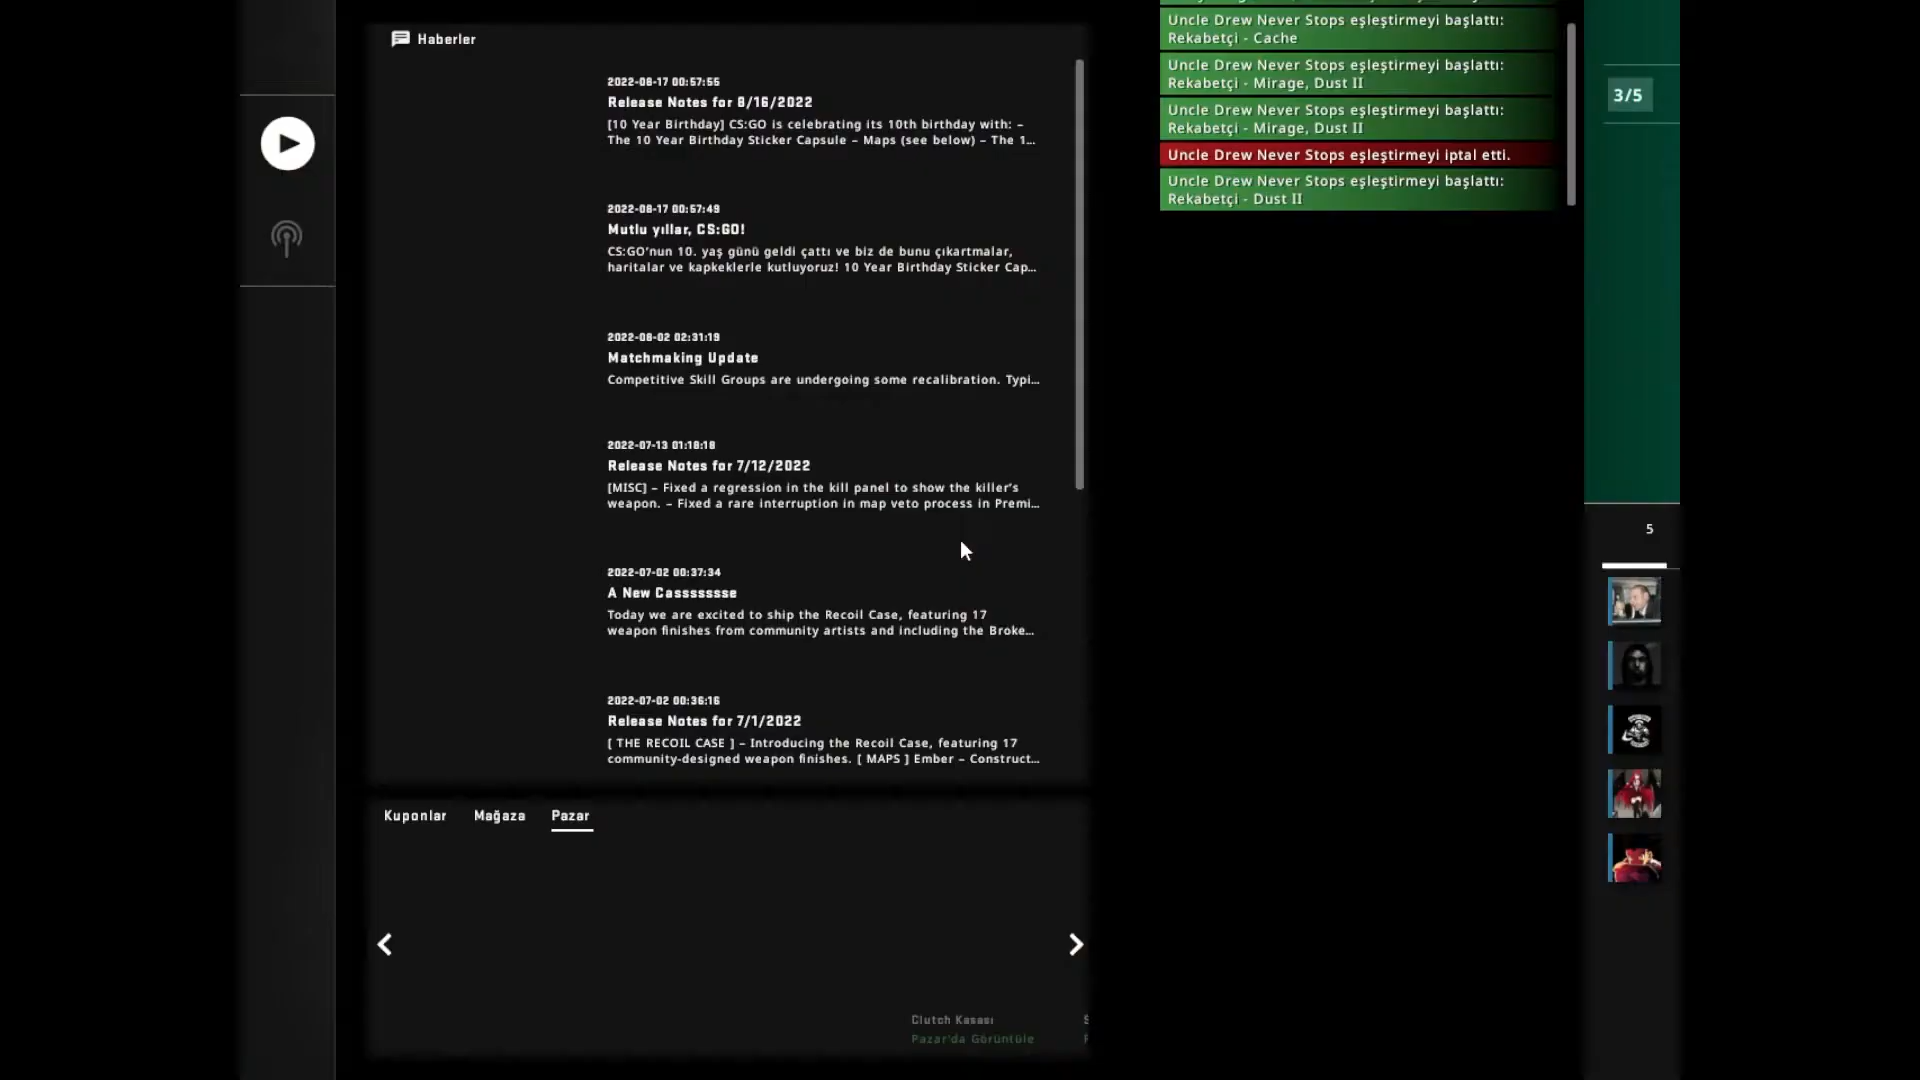 Haberler
2022-08-17 00:57:55
Release Notes for 8/16/2022
[10 Year Birthday] CS:GO is celebrating its 10th birthday with: –
The 10 Year Birthday Sticker Capsule – Maps (see below) – The 1...
2022-08-17 00:57:49
Mutlu yıllar, CS:GO!
CS:GO'nun 10. yaş günü geldi çattı ve biz de bunu çıkartmalar,
haritalar ve kapkeklerle kutluyoruz! 10 Year Birthday Sticker Cap...
2022-08-02 02:31:19
Matchmaking Update
Competitive Skill Groups are undergoing some recalibration. Typi...
2022-07-13 01:18:18
Release Notes for 7/12/2022
[MISC] – Fixed a regression in the kill panel to show the killer's
weapon. – Fixed a rare interruption in map veto process in Premi...
2022-07-02 00:37:34
A New Cassssssse
Today we are excited to ship the Recoil Case, featuring 17
weapon finishes from community artists and including the Broke...
2022-07-02 00:36:16
Release Notes for 7/1/2022
[ THE RECOIL CASE ] – Introducing the Recoil Case, featuring 17
community-designed weapon finishes. [ MAPS ] Ember – Construct...
Kuponlar Mağaza Pazar
Clutch Kasası
Pazar'da Görüntüle
Uncle Drew Never Stops eşleştirmeyi başlattı:
Rekabetçi - Cache
Uncle Drew Never Stops eşleştirmeyi başlattı:
Rekabetçi - Mirage, Dust II
Uncle Drew Never Stops eşleştirmeyi başlattı:
Rekabetçi - Mirage, Dust II
Uncle Drew Never Stops eşleştirmeyi iptal etti.
Uncle Drew Never Stops eşleştirmeyi başlattı:
Rekabetçi - Dust II
3/5
5